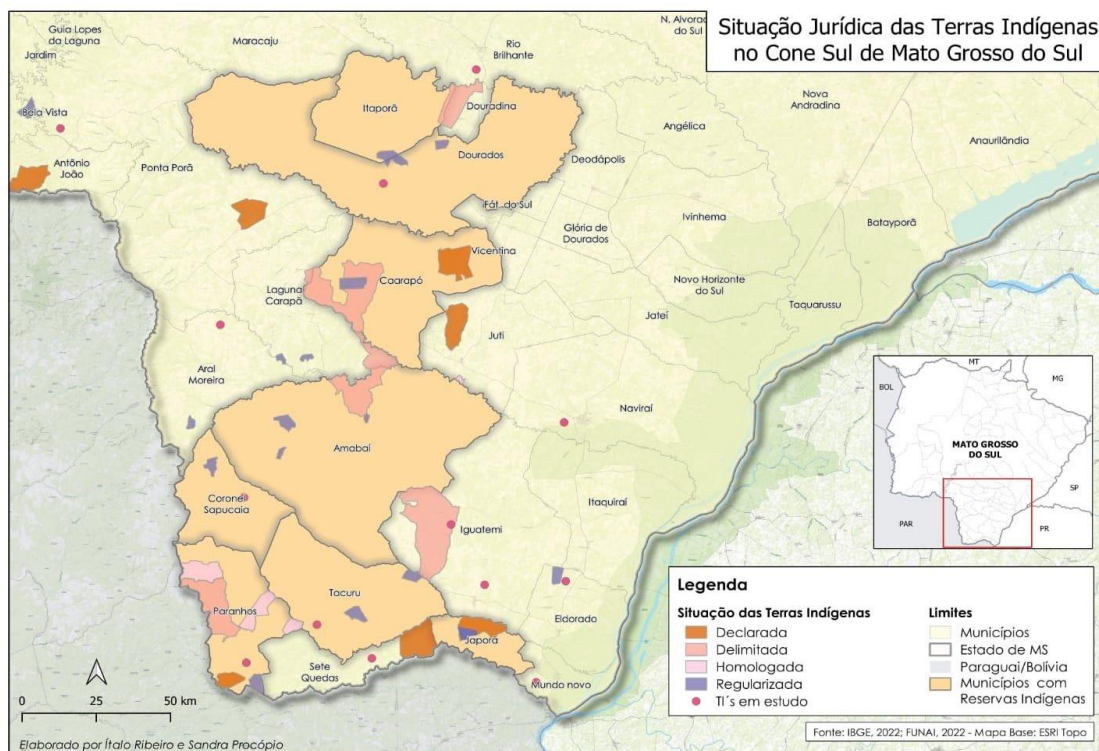 Situação Jurídica das Terras Indígenas
no Cone Sul de Mato Grosso do Sul
Guia Lopes
da Laguna
Jardim
Maracaju
N. Alvorada
do Sul
Rio
Brilhante
Nova
Andradina
Anaurilândia
Bela Vista
Itaporã
Douradina
Angélica
Antônio
João
Ponta Porã
Dourados
Deodápolis
Fát. do Sul
Ivinhema
Batayporã
Glória de
Dourados
Vicentina
Caarapó
Laguna
Carapã
Novo Horizonte
do Sul
Taquarussu
Jateí
Juti
Aral
Moreira
Naviraí
Amabaí
Coronel
Sapucaia
Itaquiraí
Iguatemi
Paranhos
Tacuru
Eldorado
Japorã
Sete
Quedas
Mundo novo
BOL
MT
MG
MATO GROSSO
DO SUL
SP
PAR
PR
Legenda
Situação das Terras Indígenas
Declarada
Delimitada
Homologada
Regularizada
TI´s em estudo
Limites
Municípios
Estado de MS
Paraguai/Bolívia
Municípios com
Reservas Indígenas
0 25 50 km
Elaborado por Ítalo Ribeiro e Sandra Procópio
Fonte: IBGE, 2022; FUNAI, 2022 - Mapa Base: ESRI Topo